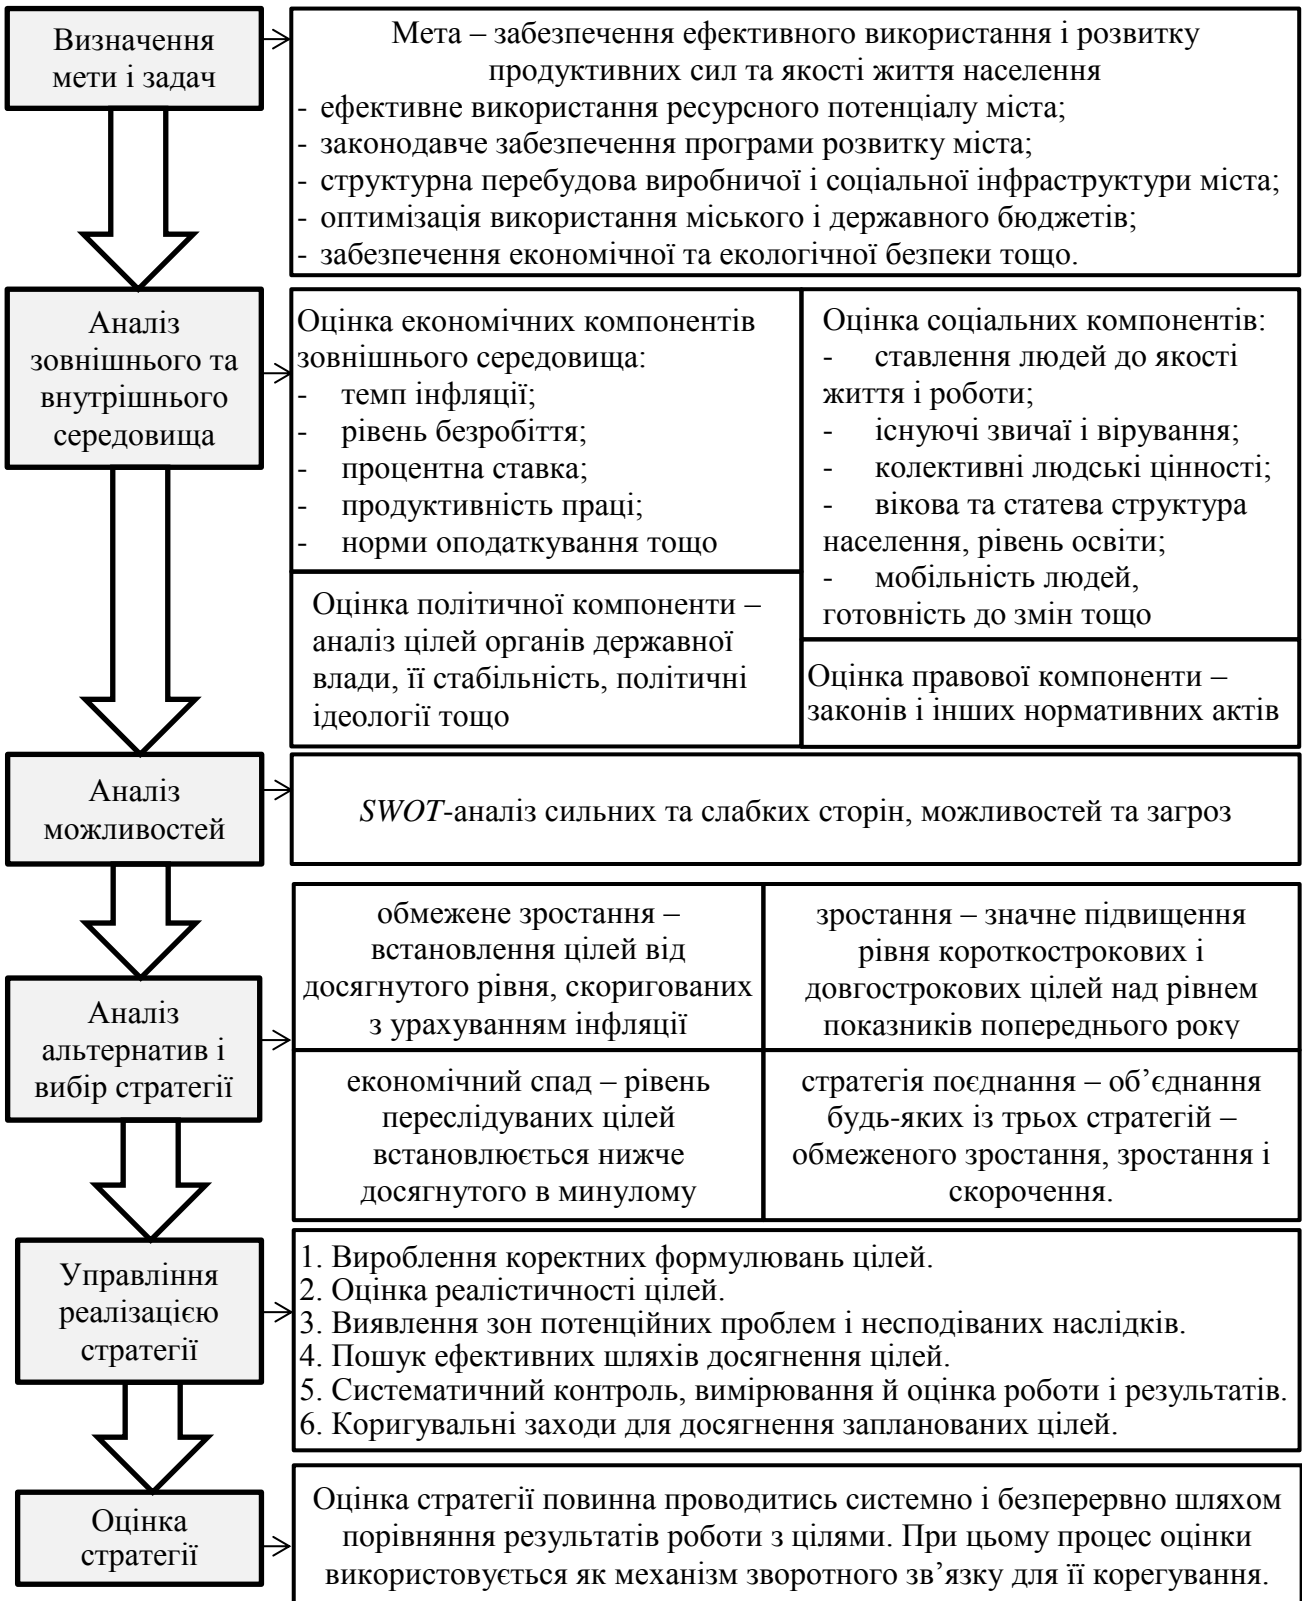 Визначення
мети і задач
Мета – забезпечення ефективного використання і розвитку
продуктивних сил та якості життя населення
- ефективне використання ресурсного потенціалу міста;
- законодавче забезпечення програми розвитку міста;
- структурна перебудова виробничої і соціальної інфраструктури міста;
- оптимізація використання міського і державного бюджетів;
- забезпечення економічної та екологічної безпеки тощо.
Аналіз
зовнішнього та
внутрішнього
середовища
Оцінка економічних компонентів
зовнішнього середовища:
- темп інфляції;
- рівень безробіття;
- процентна ставка;
- продуктивність праці;
- норми оподаткування тощо
Оцінка соціальних компонентів:
- ставлення людей до якості
життя і роботи;
- існуючі звичаї і вірування;
- колективні людські цінності;
- вікова та статева структура
населення, рівень освіти;
- мобільність людей,
готовність до змін тощо
Оцінка політичної компоненти –
аналіз цілей органів державної
влади, її стабільність, політичні
ідеології тощо
Оцінка правової компоненти –
законів і інших нормативних актів
Аналіз
можливостей
SWOT-аналіз сильних та слабких сторін, можливостей та загроз
Аналіз
альтернатив і
вибір стратегії
обмежене зростання –
встановлення цілей від
досягнутого рівня, скоригованих
з урахуванням інфляції
зростання – значне підвищення
рівня короткострокових і
довгострокових цілей над рівнем
показників попереднього року
економічний спад – рівень
переслідуваних цілей
встановлюється нижче
досягнутого в минулому
стратегія поєднання – об’єднання
будь-яких із трьох стратегій –
обмеженого зростання, зростання і
скорочення.
Управління
реалізацією
стратегії
1. Вироблення коректних формулювань цілей.
2. Оцінка реалістичності цілей.
3. Виявлення зон потенційних проблем і несподіваних наслідків.
4. Пошук ефективних шляхів досягнення цілей.
5. Систематичний контроль, вимірювання й оцінка роботи і результатів.
6. Коригувальні заходи для досягнення запланованих цілей.
Оцінка
стратегії
Оцінка стратегії повинна проводитись системно і безперервно шляхом
порівняння результатів роботи з цілями. При цьому процес оцінки
використовується як механізм зворотного зв’язку для її корегування.